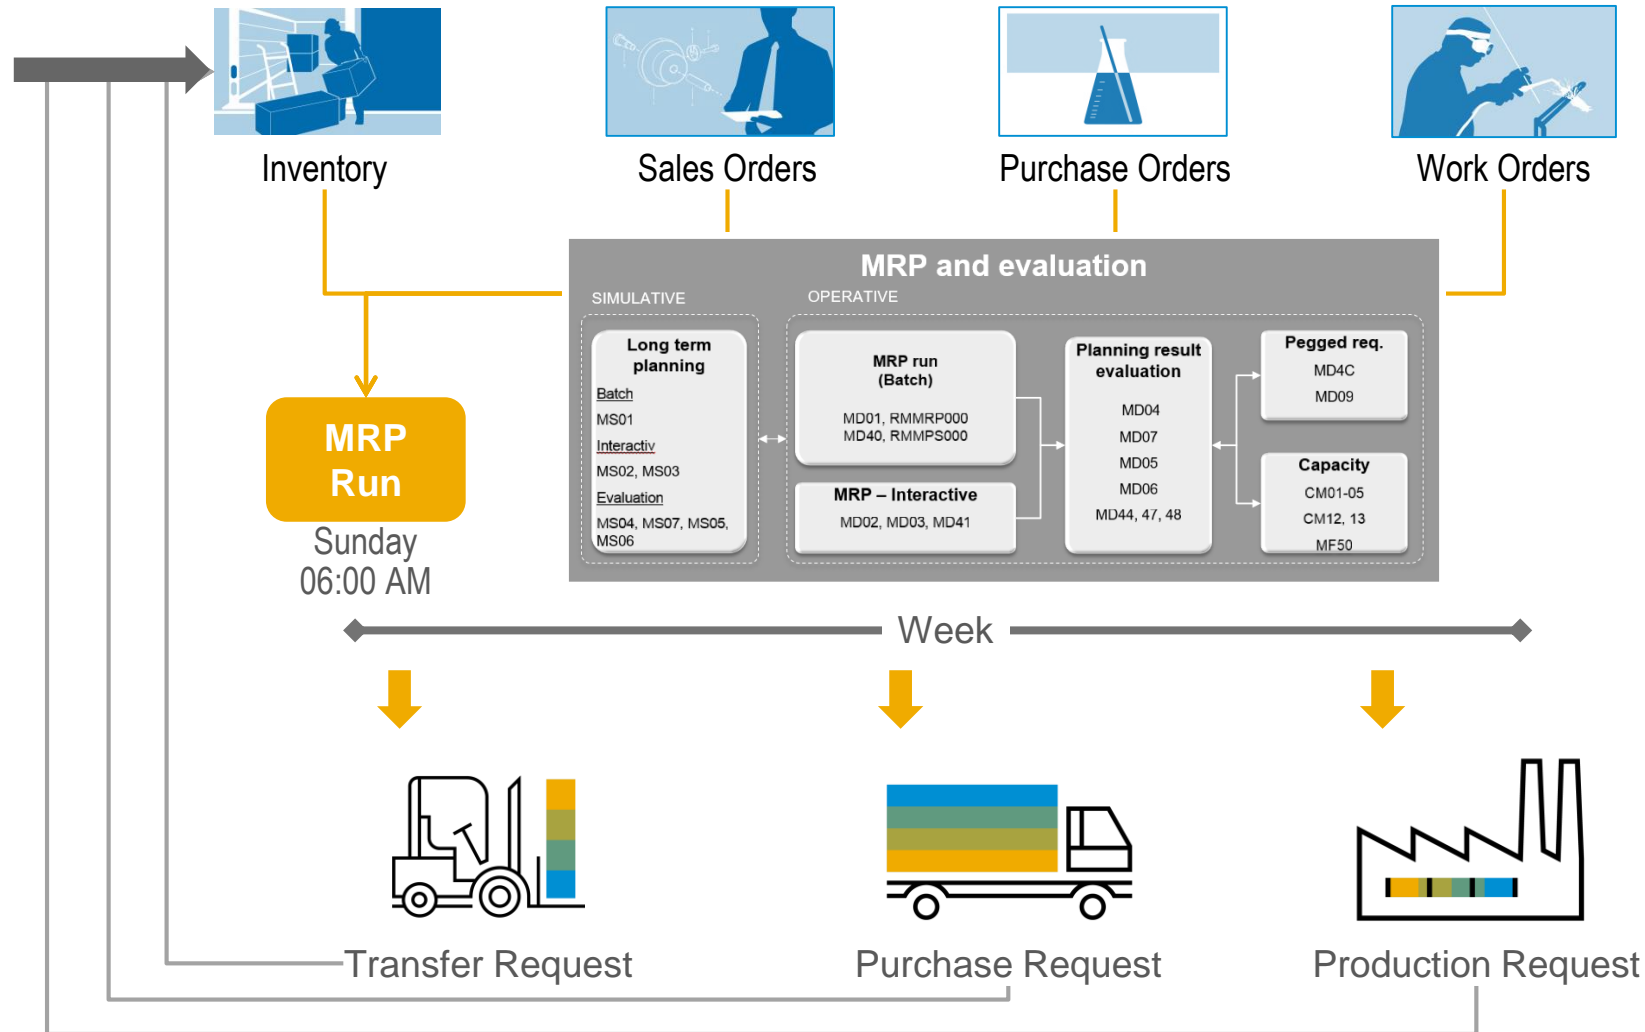 Inventory
Sales Orders
Purchase Orders
Work Orders
MRP and evaluation
SIMULATIVE
OPERATIVE
Long term
planning
Batch
MS01
Interactiv
MS02, MS03
Evaluation
MS04, MS07, MS05,
MS06
MRP run
(Batch)
MD01, RMMRP000
MD40, RMMPS000
MRP – Interactive
MD02, MD03, MD41
Planning result
evaluation
MD04
MD07
MD05
MD06
MD44, 47, 48
Pegged req.
MD4C
MD09
Capacity
CM01-05
CM12, 13
MF50
MRP
Run
Sunday
06:00 AM
Week
Transfer Request
Purchase Request
Production Request